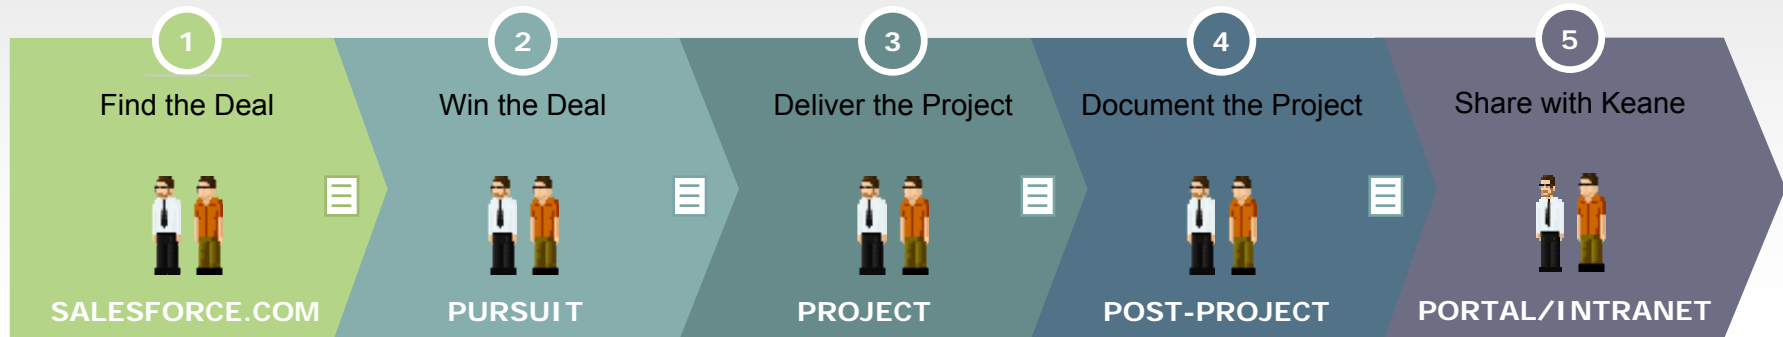 1
Find the Deal
SALESFORCE.COM
2
Win the Deal
PURSUIT
3
Deliver the Project
PROJECT
4
Document the Project
POST-PROJECT
5
Share with Keane
PORTAL/INTRANET